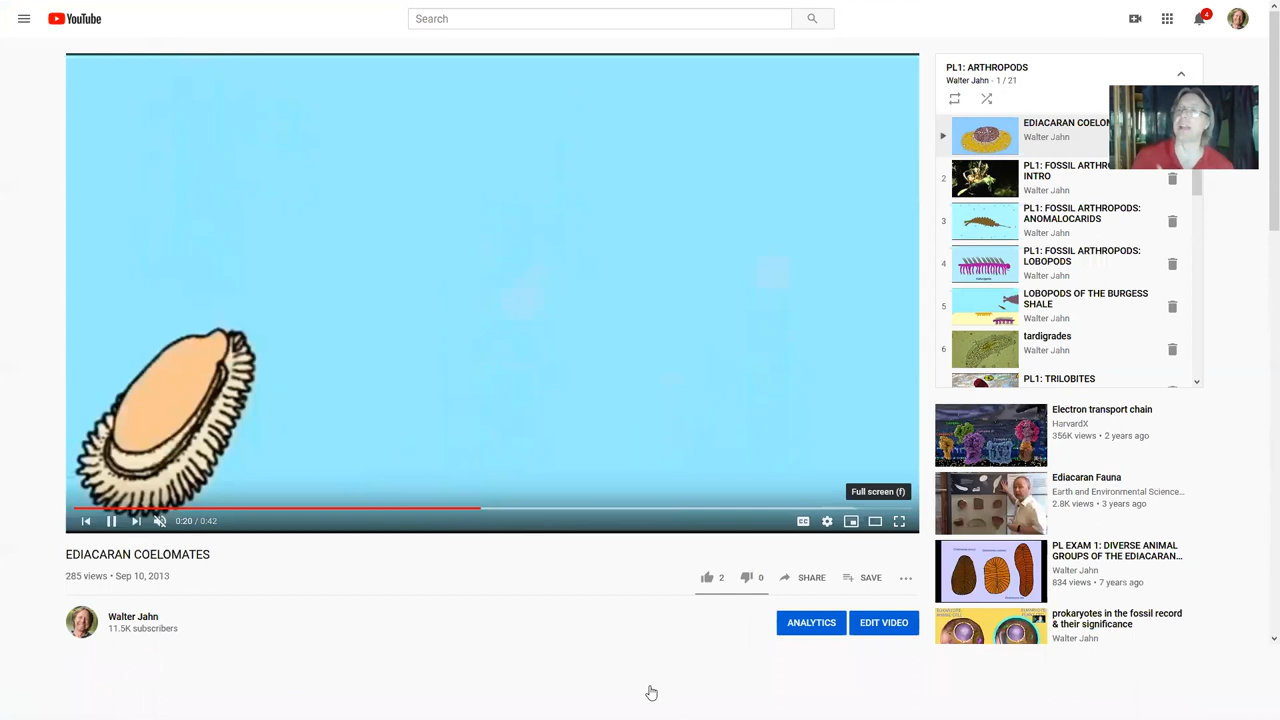 YouTube
Search
4
PL1: ARTHROPODS
Walter Jahn - 1 / 21
EDIACARAN COELOM
Walter Jahn
2
PL1: FOSSIL ARTHR
INTRO
Walter Jahn
3
PL1: FOSSIL ARTHROPODS:
ANOMALOCARIDS
Walter Jahn
4
PL1: FOSSIL ARTHROPODS:
LOBOPODS
Walter Jahn
5
LOBOPODS OF THE BURGESS
SHALE
Walter Jahn
6
tardigrades
Walter Jahn
PL1: TRILOBITES
Full screen (f)
0:20 / 0:42
CC
EDIACARAN COELOMATES
285 views • Sep 10, 2013
2
0
SHARE
SAVE
Walter Jahn
11.5K subscribers
ANALYTICS
EDIT VIDEO
Electron transport chain
HarvardX
356K views • 2 years ago
Ediacaran Fauna
Earth and Environmental Science...
2.8K views • 3 years ago
PL EXAM 1: DIVERSE ANIMAL
GROUPS OF THE EDIACARAN...
Walter Jahn
834 views • 7 years ago
prokaryotes in the fossil record
& their significance
Walter Jahn